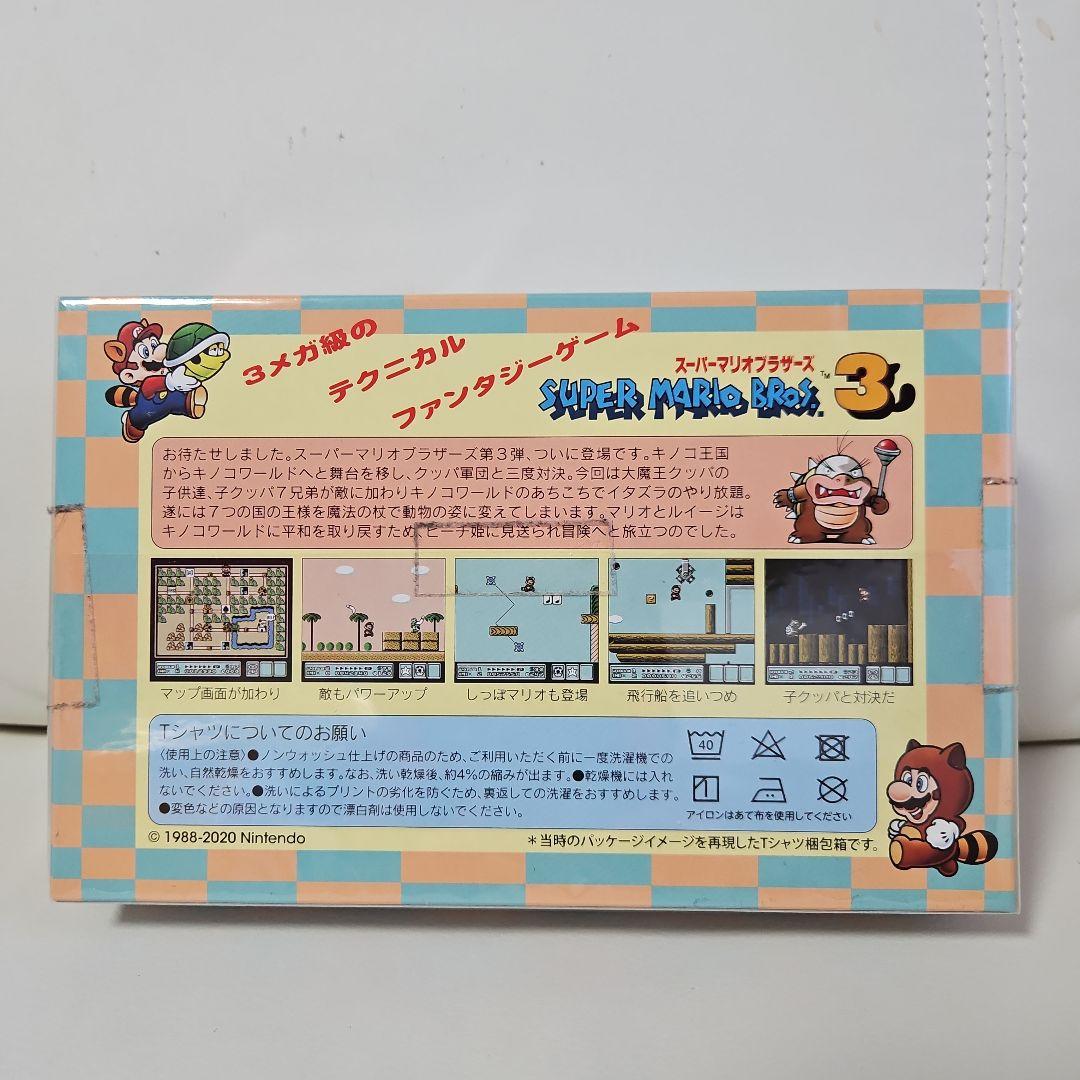 3メガ級の
テクニカル
ファンタジーゲーム
スーパーマリオブラザーズ
SUPER MARIO BROS.™ 3
お待たせしました。スーパーマリオブラザーズ第3弾、ついに登場です。キノコ王国
からキノコワールドへと舞台を移し、クッパ軍団と三度対決。今回は大魔王クッパの
子供達、子クッパ7兄弟が敵に加わりキノコワールドのあちこちでイタズラのやり放題。
遂には7つの国の王様を魔法の杖で動物の姿に変えてしまいます。マリオとルイージは
キノコワールドに平和を取り戻すため、ピーチ姫に見送られ冒険へと旅立つのでした。
マップ画面が加わり
敵もパワーアップ
しっぽマリオも登場
飛行船を追いつめ
子クッパと対決だ
Tシャツについてのお願い
〈使用上の注意〉●ノンウォッシュ仕上げの商品のため、ご利用いただく前に一度洗濯機での
洗い、自然乾燥をおすすめします。なお、洗い乾燥後、約4%の縮みが出ます。●乾燥機には入れ
ないでください。●洗いによるプリントの劣化を防ぐため、裏返しての洗濯をおすすめします。
●変色などの原因となりますので漂白剤は使用しないでください。
40
アイロンはあて布を使用してください
© 1988-2020 Nintendo
＊当時のパッケージイメージを再現したTシャツ梱包箱です。